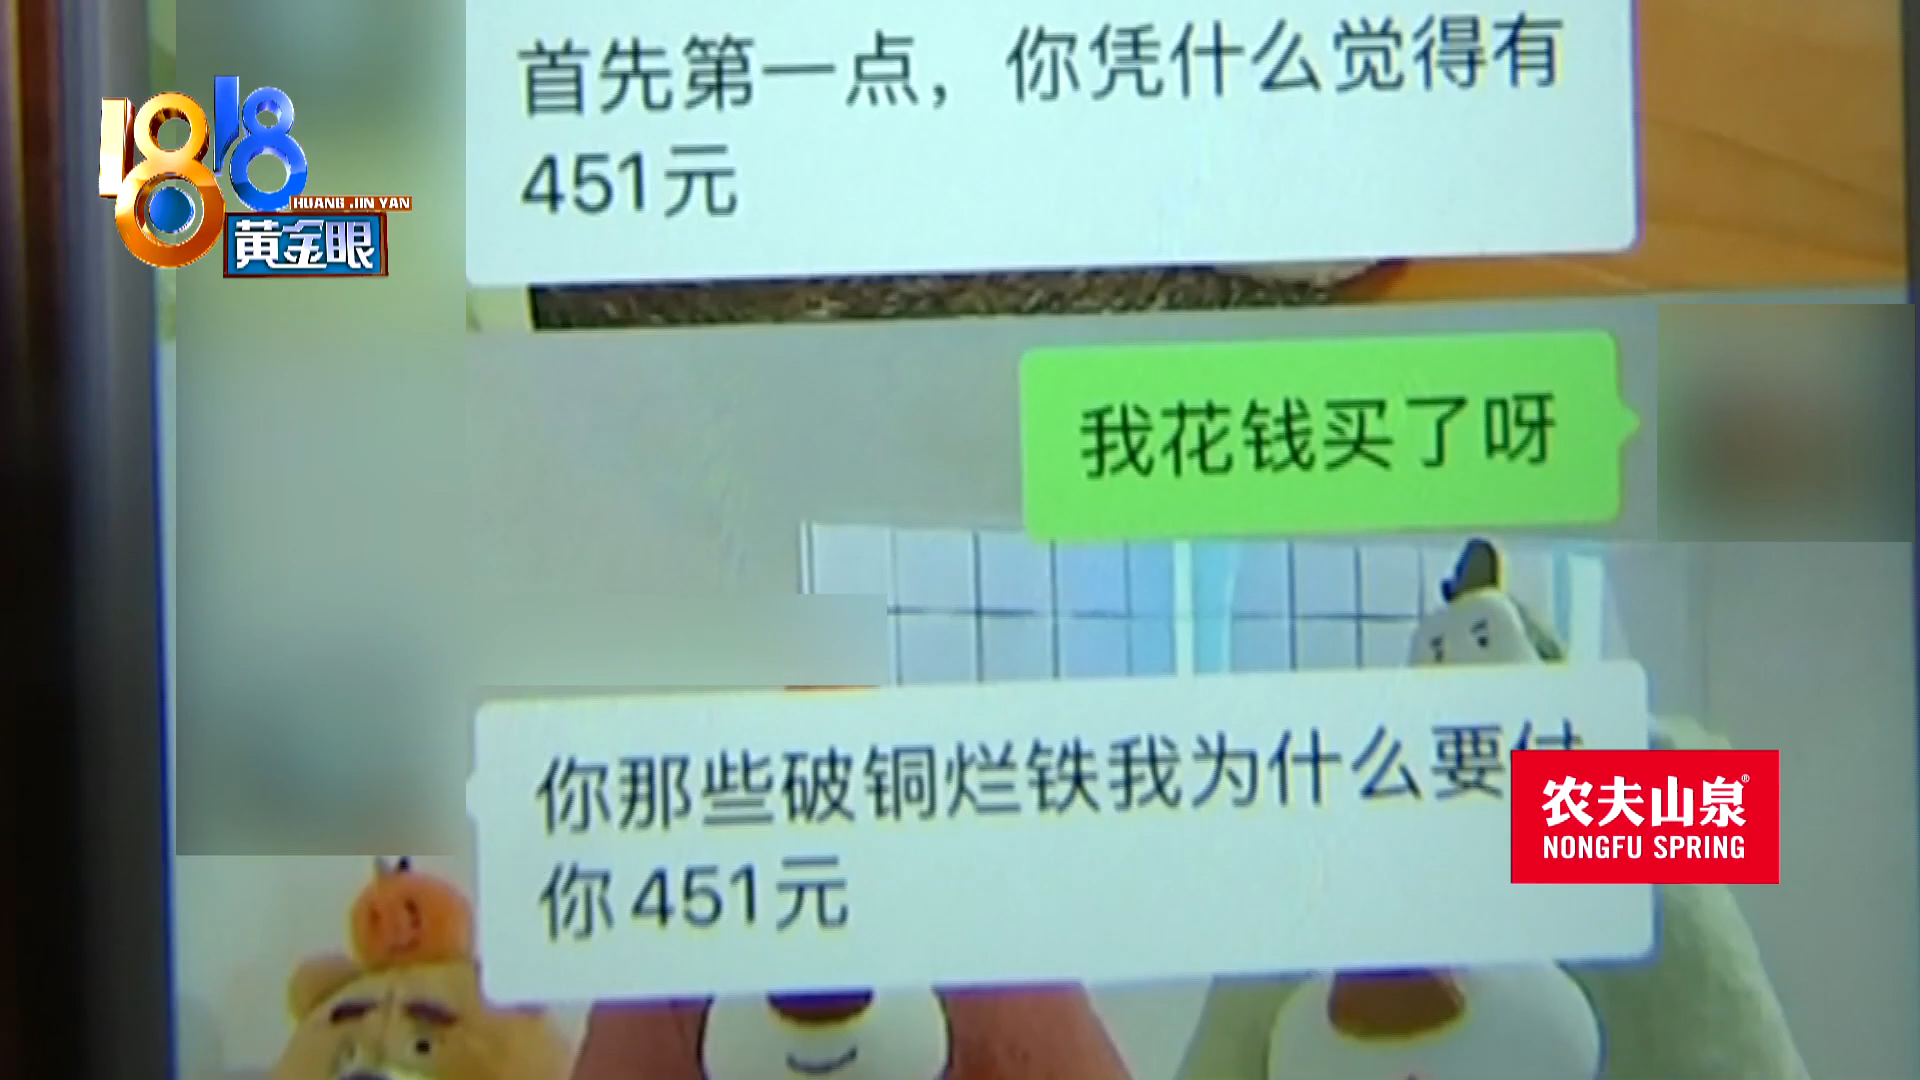 首先第一点，你凭什么觉得有
451元
1818
HUANG JIN YAN
黄金眼
我花钱买了呀
你那些破铜烂铁我为什么要付
你451元
农夫山泉®
NONGFU SPRING